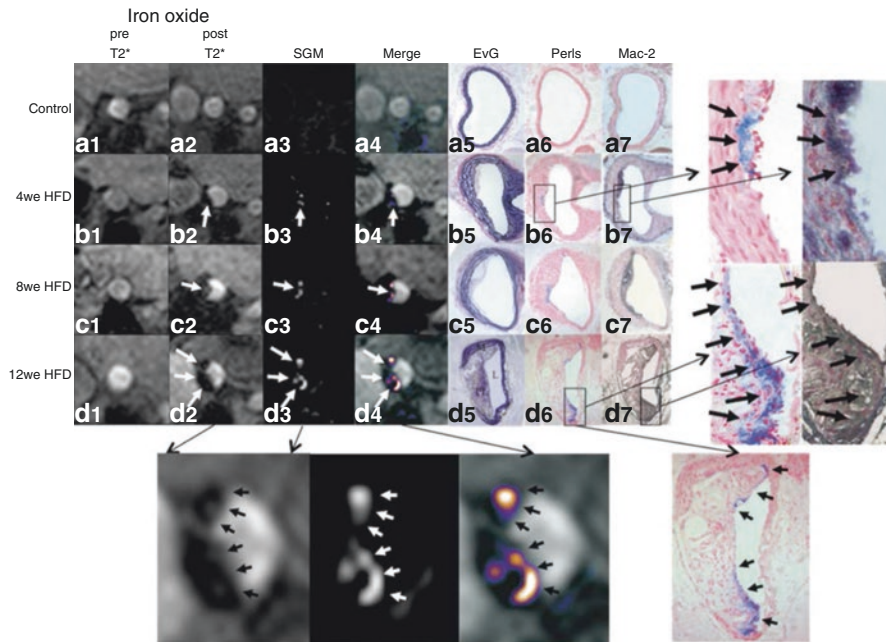 Iron oxide
pre post
T2* T2* SGM Merge EvG Perls Mac-2
Control
a1 a2 a3 a4 a5 a6 a7
4we HFD
b1 b2 b3 b4 b5 b6 b7
8we HFD
c1 c2 c3 c4 c5 c6 c7
12we HFD
L
d1 d2 d3 d4 d5 d6 d7